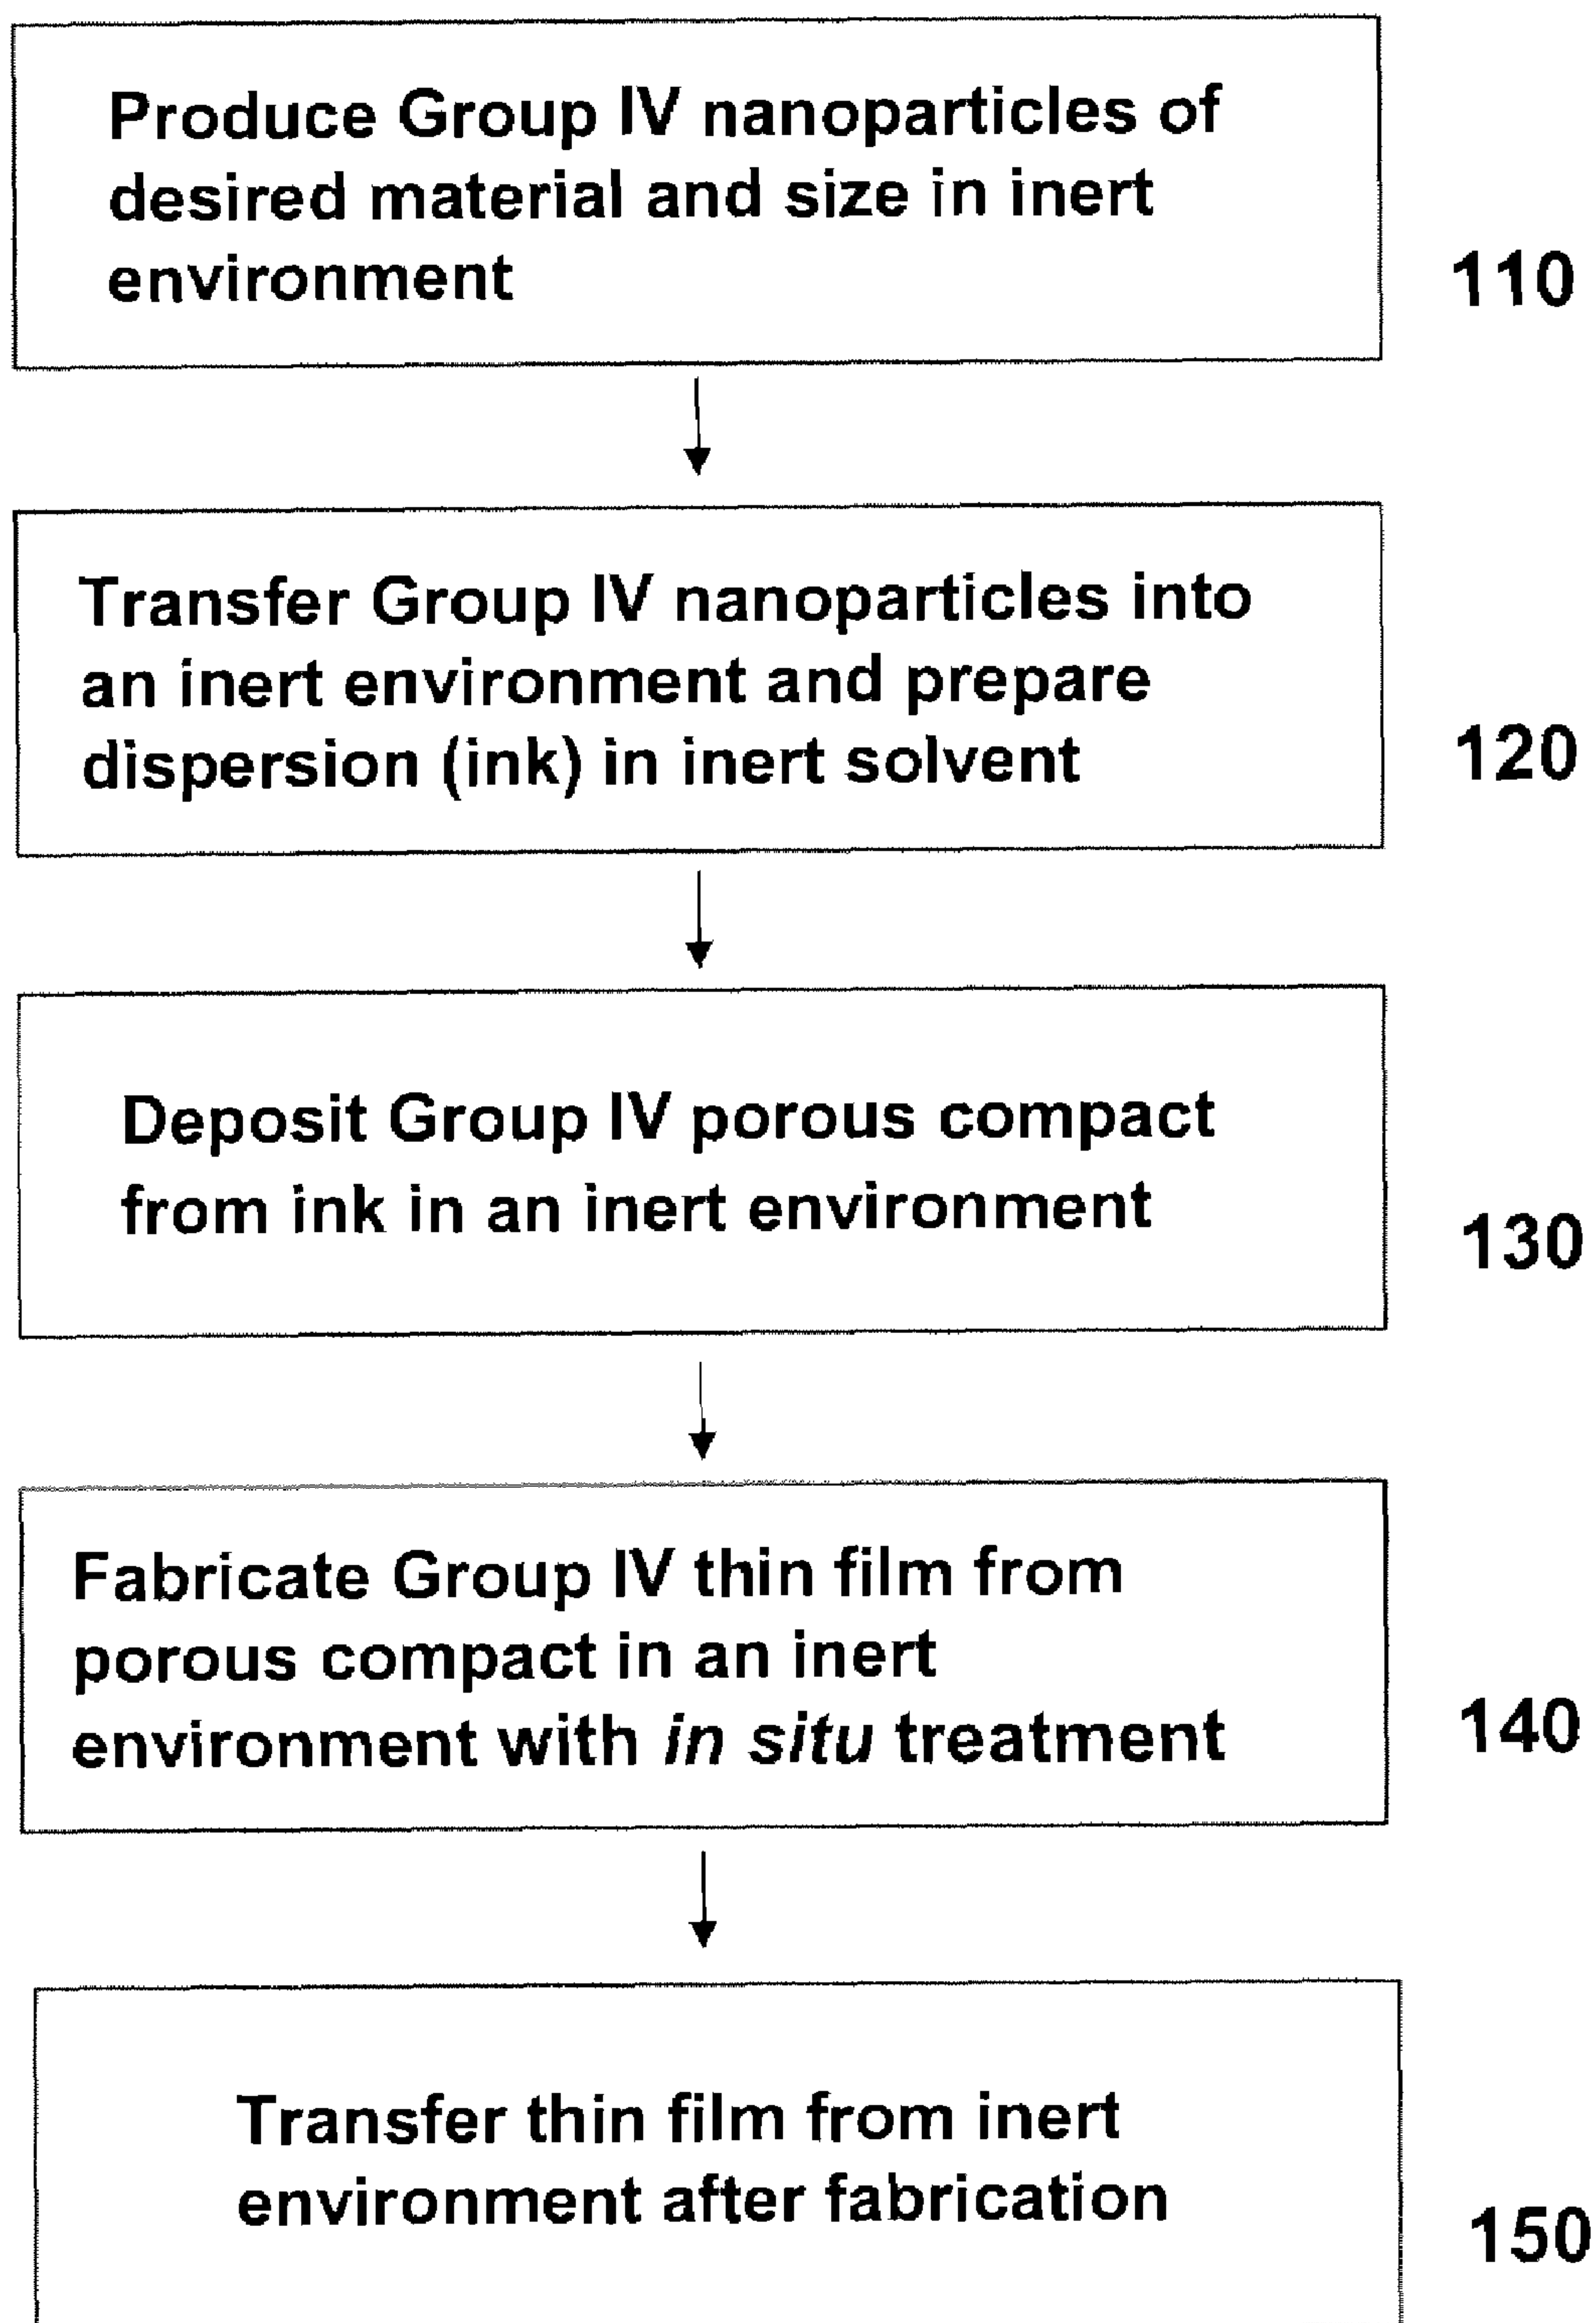 Produce Group IV nanoparticles of
desired material and size in inert
environment
110
Transfer Group IV nanoparticles into
an inert environment and prepare
dispersion (ink) in inert solvent
120
Deposit Group IV porous compact
from ink in an inert environment
130
Fabricate Group IV thin film from
porous compact in an inert
environment with in situ treatment
140
Transfer thin film from inert
environment after fabrication
150